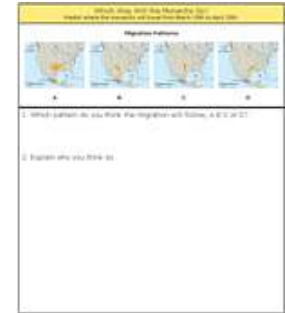 Which Way Will the Monarchs Go?
Predict where the monarchs will travel from March 15th to April 15th
Migration Patterns
A B C D
1. Which pattern do you think the migration will follow, A B C or D?
2. Explain why you think so.